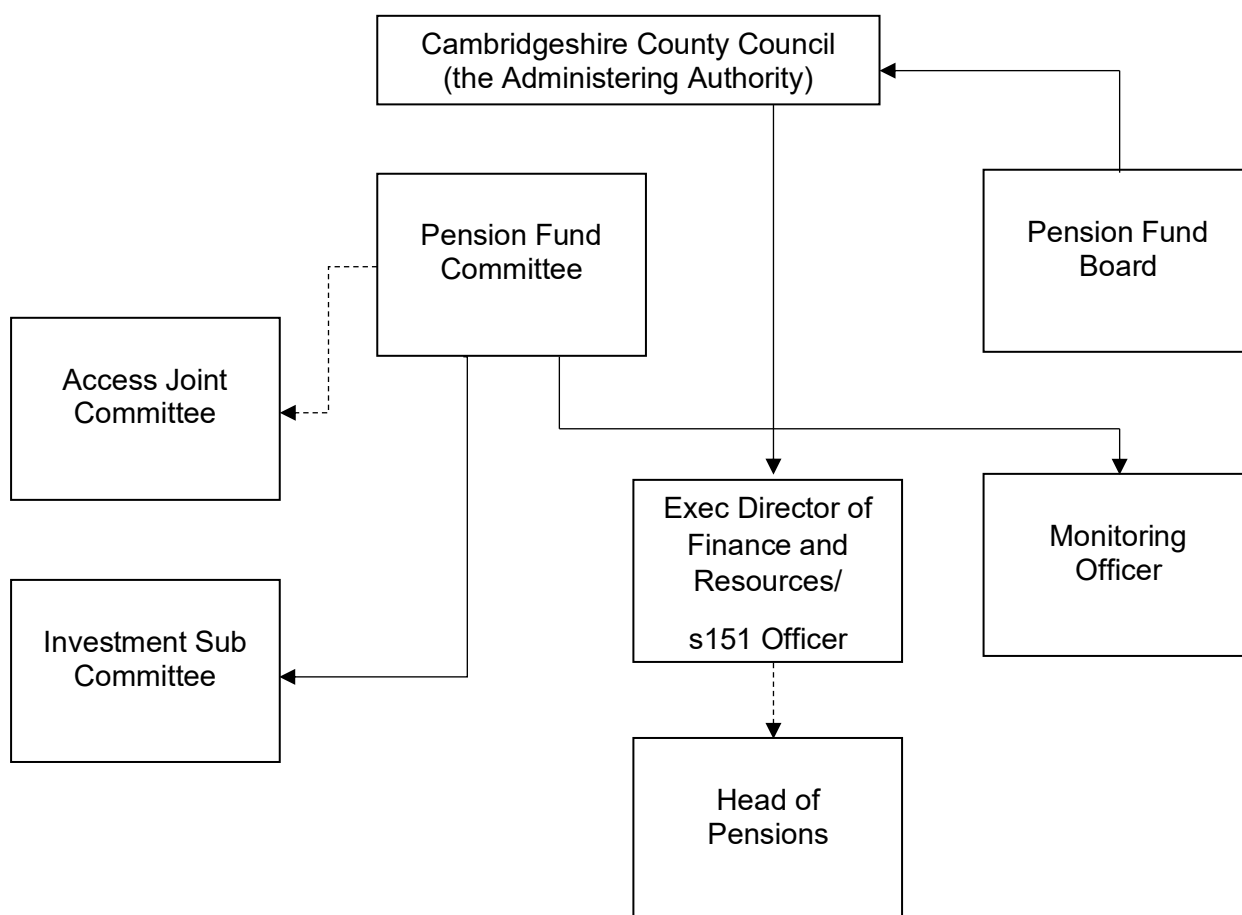 Cambridgeshire County Council
(the Administering Authority)
Pension Fund
Committee
Pension Fund
Board
Access Joint
Committee
Exec Director of
Finance and
Resources/
s151 Officer
Monitoring
Officer
Investment Sub
Committee
Head of
Pensions